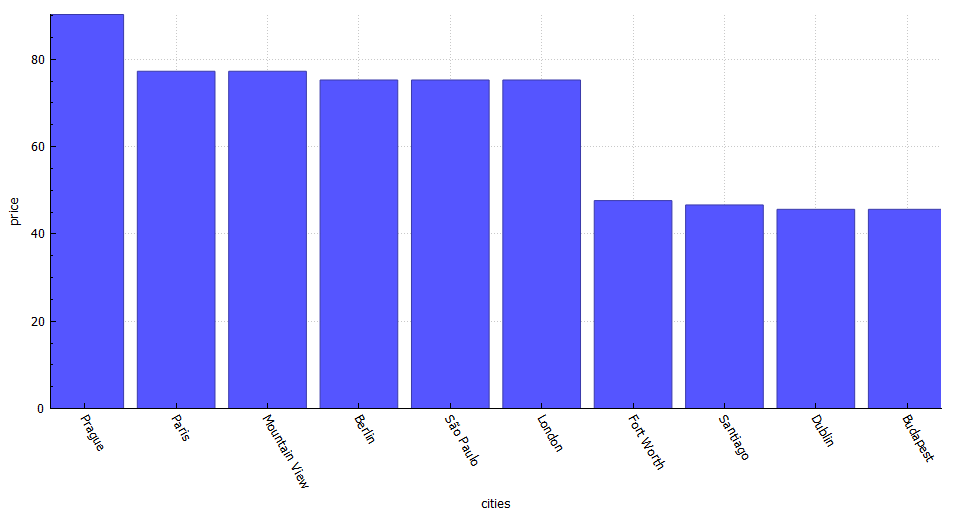 80
60
40
20
0
price
Prague
Paris
Mountain View
Berlin
São Paulo
London
Fort Worth
Santiago
Dublin
Budapest
cities